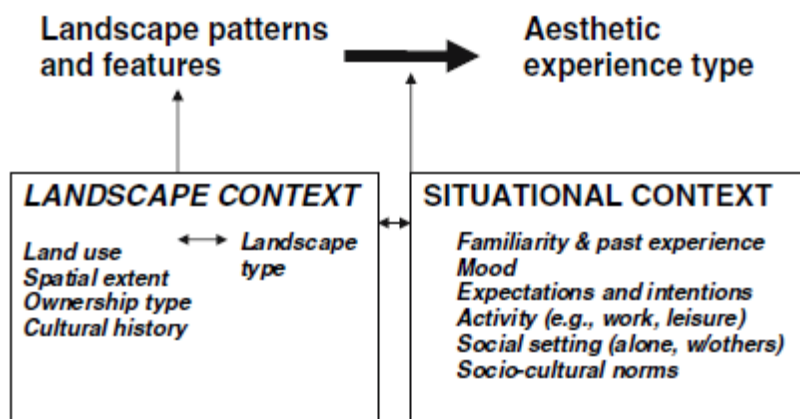 Landscape patterns
and features
Aesthetic
experience type
LANDSCAPE CONTEXT
Land use
Spatial extent
Ownership type
Cultural history
Landscape
type
SITUATIONAL CONTEXT
Familiarity & past experience
Mood
Expectations and intentions
Activity (e.g., work, leisure)
Social setting (alone, w/others)
Socio-cultural norms